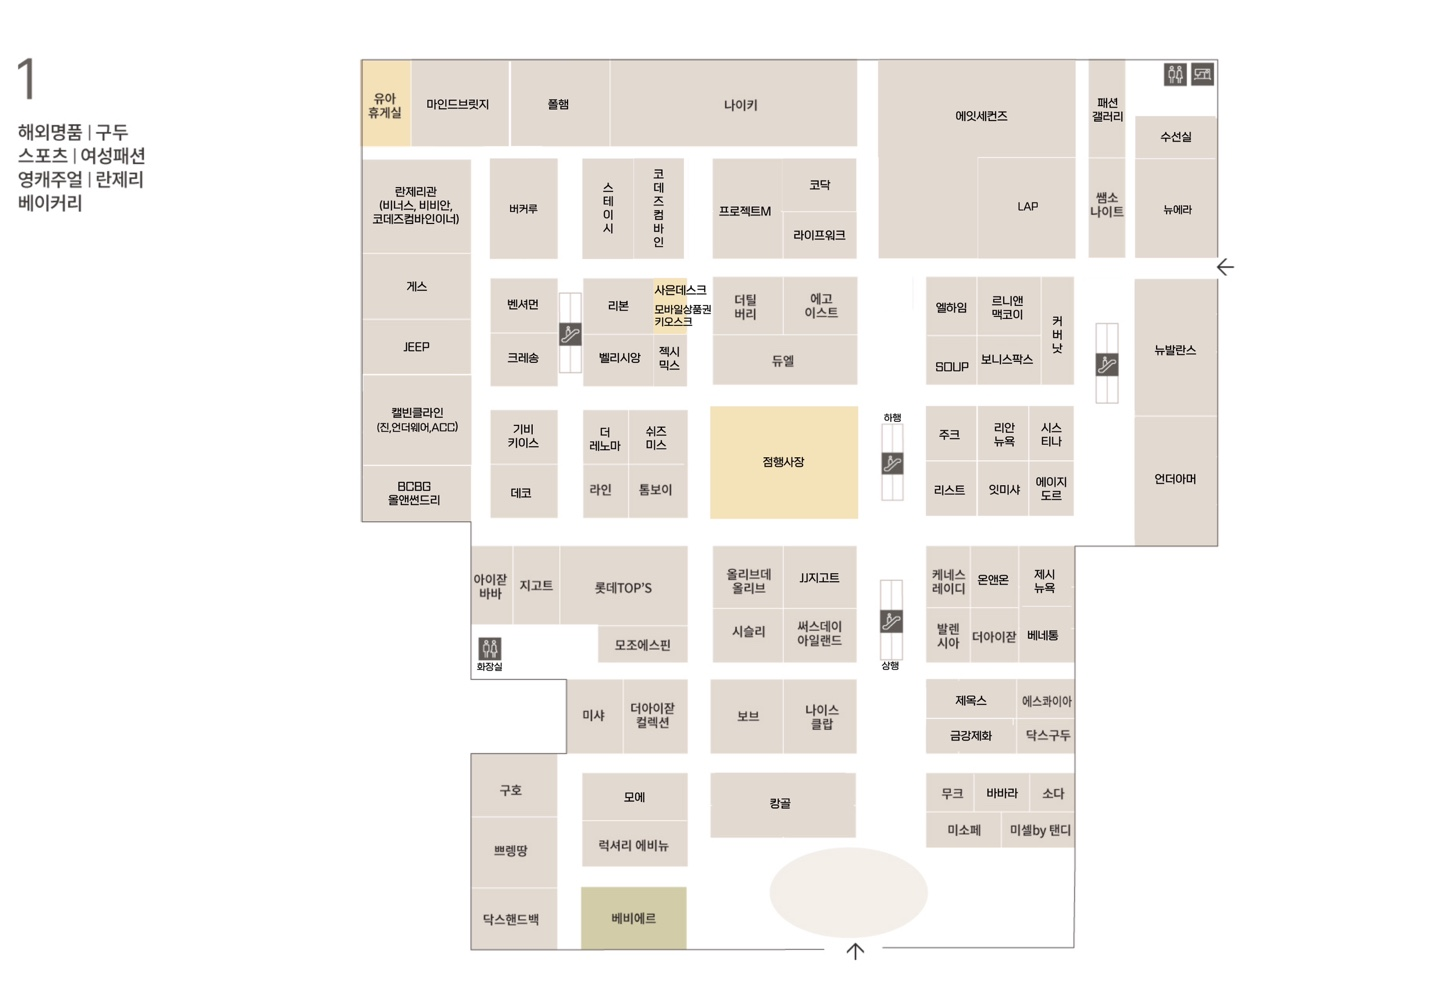 1
해외명품 | 구두
스포츠 | 여성패션
영캐주얼 | 란제리
베이커리
유아
휴게실
마인드브릿지
폴햄
나이키
에잇세컨즈
패션
갤러리
수선실
란제리관
(비너스, 비비안,
코데즈컴바인이너)
버커루
스테이시
코데즈컴바인
프로젝트M
코닥
라이프워크
LAP
쌤소
나이트
뉴에라
게스
벤셔먼
리본
사은데스크
모바일상품권
키오스크
더틸
버리
에고
이스트
엘하임
르니앤
맥코이
커버낫
뉴발란스
JEEP
크레송
벨리시앙
젝시
믹스
듀엘
SOUP
보니스팍스
캘빈클라인
(진,언더웨어,ACC)
기비
키이스
더
레노마
쉬즈
미스
점행사장
하행
주크
리안
뉴욕
시스
티나
언더아머
BCBG
올앤썬드리
데코
라인
톰보이
리스트
잇미샤
에이지
도르
아이잗
바바
지고트
롯데TOP'S
올리브데
올리브
JJ지고트
케네스
레이디
온앤온
제시
뉴욕
화장실
모조에스핀
시슬리
써스데이
아일랜드
상행
발렌
시아
더아이잗
베네통
미샤
더아이잗
컬렉션
보브
나이스
클랍
제옥스
에스콰이아
금강제화
닥스구두
구호
모에
캉골
무크
바바라
소다
쁘렝땅
럭셔리 에비뉴
미소페
미셸by 탠디
닥스핸드백
베비에르